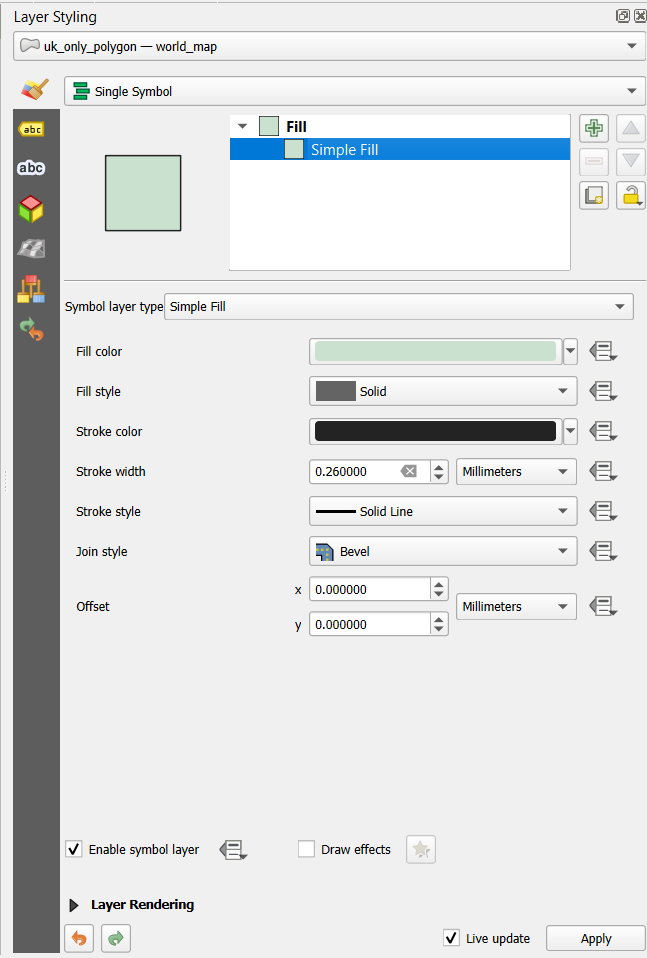 Layer Styling
uk_only_polygon — world_map
Single Symbol
abc
abc
Fill
Simple Fill
Symbol layer type Simple Fill
Fill color
Fill style Solid
Stroke color
Stroke width 0.260000 Millimeters
Stroke style Solid Line
Join style Bevel
x 0.000000
Offset Millimeters
y 0.000000
Enable symbol layer Draw effects
Layer Rendering
Live update Apply